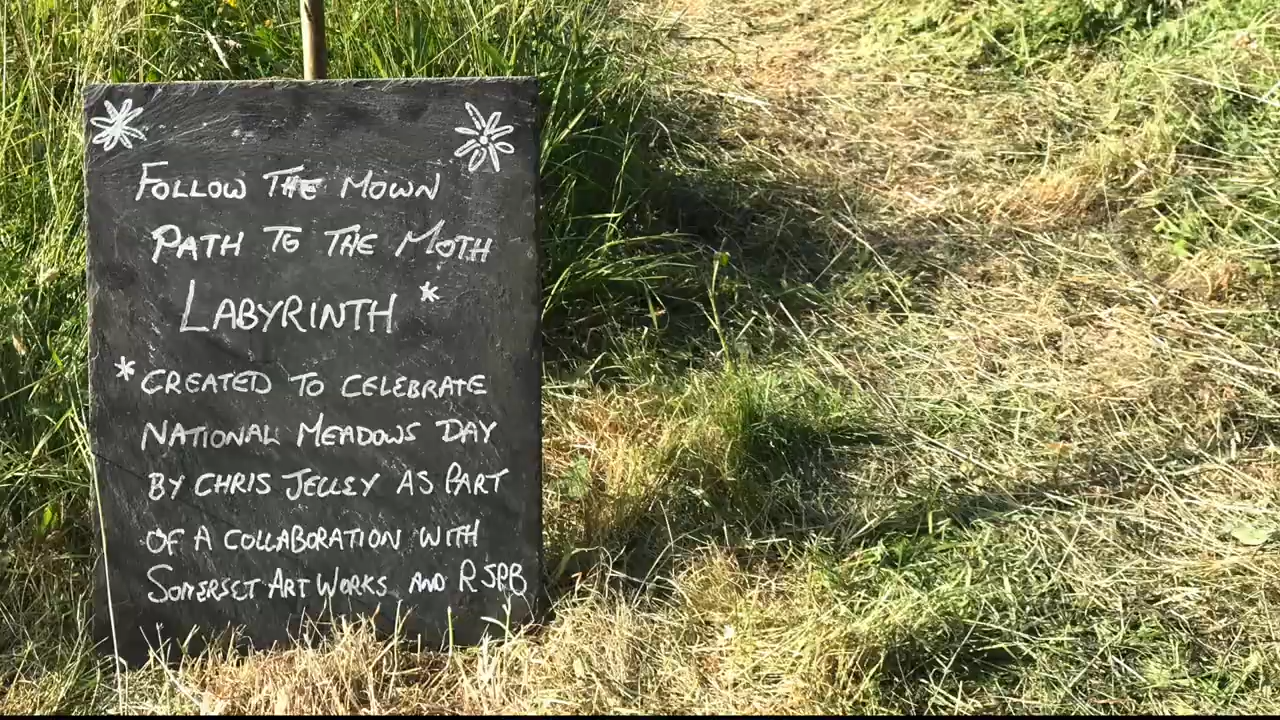 FOLLOW THE MOWN
PATH TO THE MOTH
LABYRINTH *
* CREATED TO CELEBRATE
NATIONAL MEADOWS DAY
BY CHRIS JELLEY AS PART
OF A COLLABORATION WITH
SOMERSET ART WORKS AND RSPB